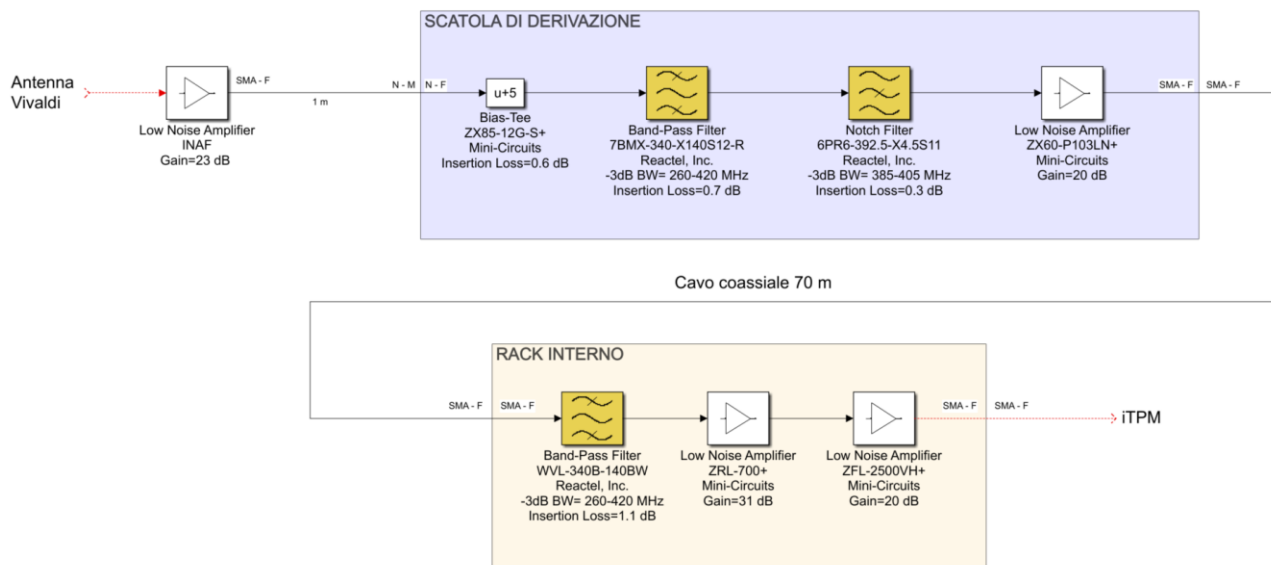 SCATOLA DI DERIVAZIONE
Antenna
Vivaldi
SMA - F
1 m
N - M
N - F
Low Noise Amplifier
INAF
Gain=23 dB
u+5
Bias-Tee
ZX85-12G-S+
Mini-Circuits
Insertion Loss=0.6 dB
Band-Pass Filter
7BMX-340-X140S12-R
Reactel, Inc.
-3dB BW= 260-420 MHz
Insertion Loss=0.7 dB
Notch Filter
6PR6-392.5-X4.5S11
Reactel, Inc.
-3dB BW= 385-405 MHz
Insertion Loss=0.3 dB
Low Noise Amplifier
ZX60-P103LN+
Mini-Circuits
Gain=20 dB
SMA - F
SMA - F
Cavo coassiale 70 m
RACK INTERNO
SMA - F
SMA - F
Band-Pass Filter
WVL-340B-140BW
Reactel, Inc.
-3dB BW= 260-420 MHz
Insertion Loss=1.1 dB
Low Noise Amplifier
ZRL-700+
Mini-Circuits
Gain=31 dB
Low Noise Amplifier
ZFL-2500VH+
Mini-Circuits
Gain=20 dB
SMA - F
SMA - F
iTPM